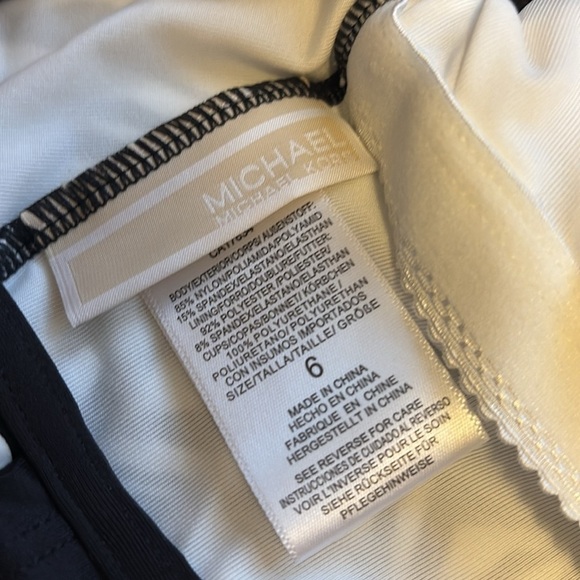 MICHAEL
MICHAEL KORS
BODY/EXTERIOR/CORPS/AUßENSTOFF:
85% NYLON/POLIAMIDA/POLYAMID
15% SPANDEX/ELASTANO/ELASTHAN
LINING/FORRO/DOUBLURE/FUTTER:
92% POLYESTER, POLIESTER/
8% SPANDEX/ELASTANO/ELASTHAN
CUPS/COPAS/BONNET/KÖRBCHEN
100% POLYURETHANE/
POLIURETANO/ POLYURETHAN
CON INSUMOS IMPORTADOS
SIZE/TALLA/TAILLE/ GRÖßE
6
MADE IN CHINA
HECHO EN CHINA
FABRIQUE EN CHINE
HERGESTELLT IN CHINA
SEE REVERSE FOR CARE
INSTRUCCIONES DE CUIDADO AL REVERSO
VOIR L'INVERSE POUR LE SOIN
SIEHE RÜCKSEITE FÜR
PFLEGEHINWEISE